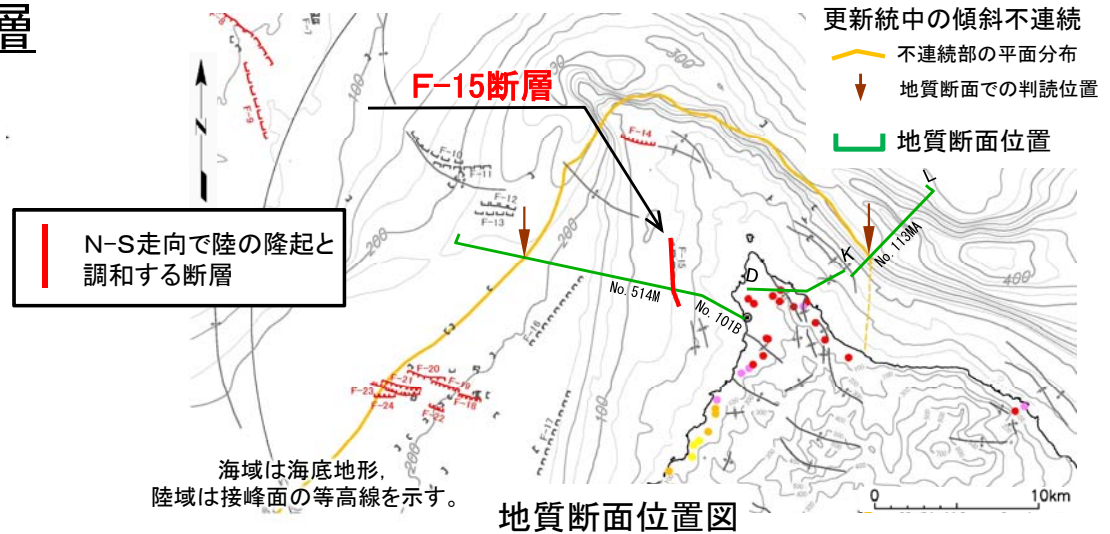 層
更新統中の傾斜不連続
不連続部の平面分布
地質断面での判読位置
地質断面位置
F-15断層
N-S走向で陸の隆起と
調和する断層
N
F-9
100
300
F-14
F-10
F-11
F-12
F-13
200
200
F-15
L
K
No. 113MA
400
D
No. 514M
No. 101B
F-16
F-20
F-21
F-19
F-23
F-18
F-24
F-22
F-17
200
100
海域は海底地形,
陸域は接峰面の等高線を示す。
0
10km
地質断面位置図